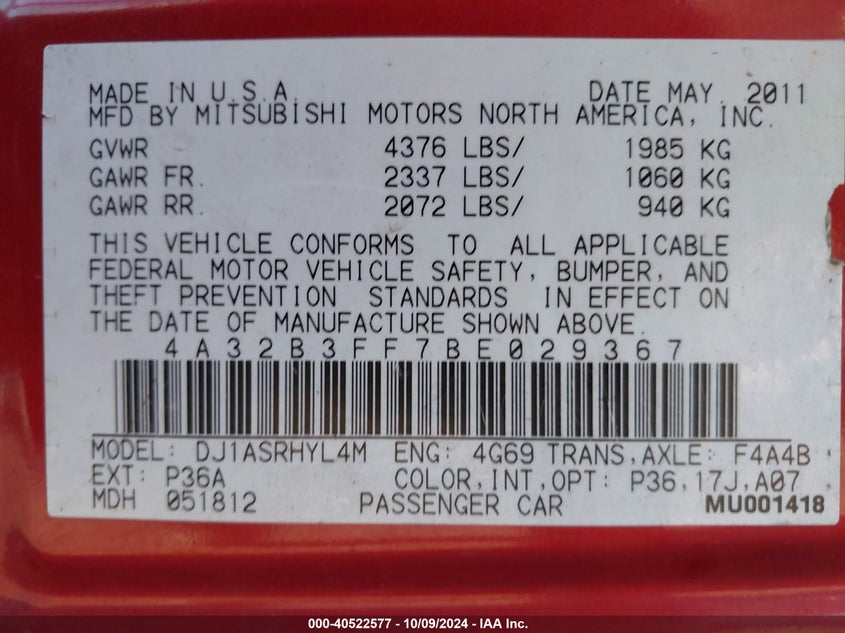 MADE IN U.S.A. DATE MAY. 2011
MFD BY MITSUBISHI MOTORS NORTH AMERICA, INC.
GVWR 4376 LBS/ 1985 KG
GAWR FR. 2337 LBS/ 1060 KG
GAWR RR. 2072 LBS/ 940 KG
THIS VEHICLE CONFORMS TO ALL APPLICABLE
FEDERAL MOTOR VEHICLE SAFETY, BUMPER, AND
THEFT PREVENTION STANDARDS IN EFFECT ON
THE DATE OF MANUFACTURE SHOWN ABOVE.
4A32B3FF7BE029367
MODEL: DJ1ASRHYL4M ENG: 4G69 TRANS,AXLE: F4A4B
EXT: P36A COLOR,INT,OPT: P36,17J,A07
MDH 051812 PASSENGER CAR MU001418
000-40522577 - 10/09/2024 - IAA Inc.